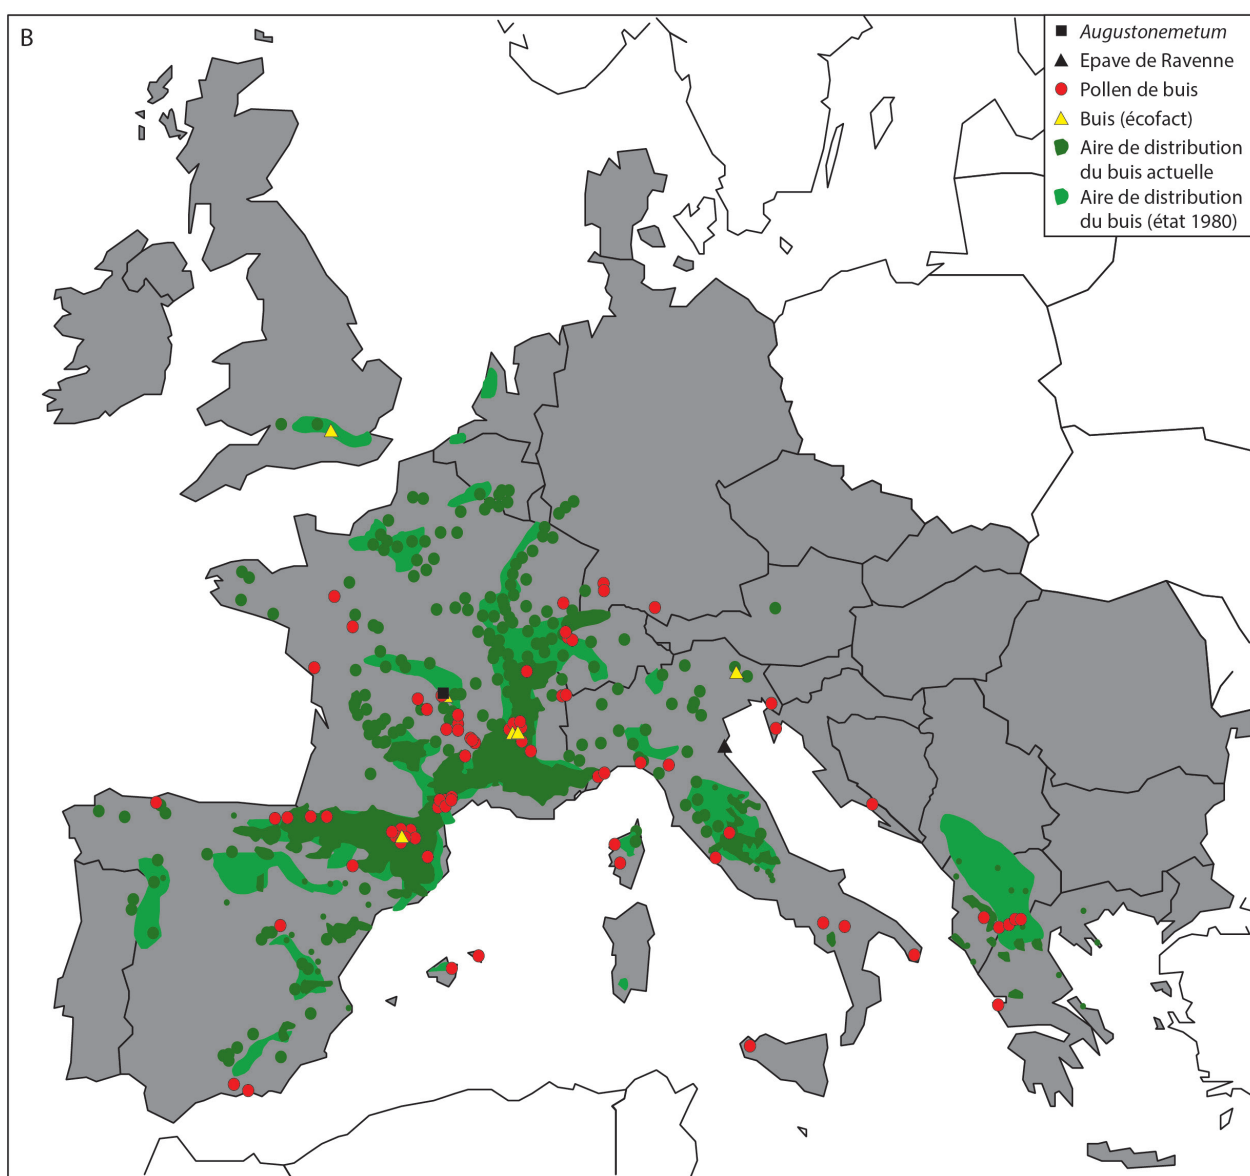 B
Augustonemetum
Epave de Ravenne
Pollen de buis
Buis (écofact)
Aire de distribution
du buis actuelle
Aire de distribution
du buis (état 1980)